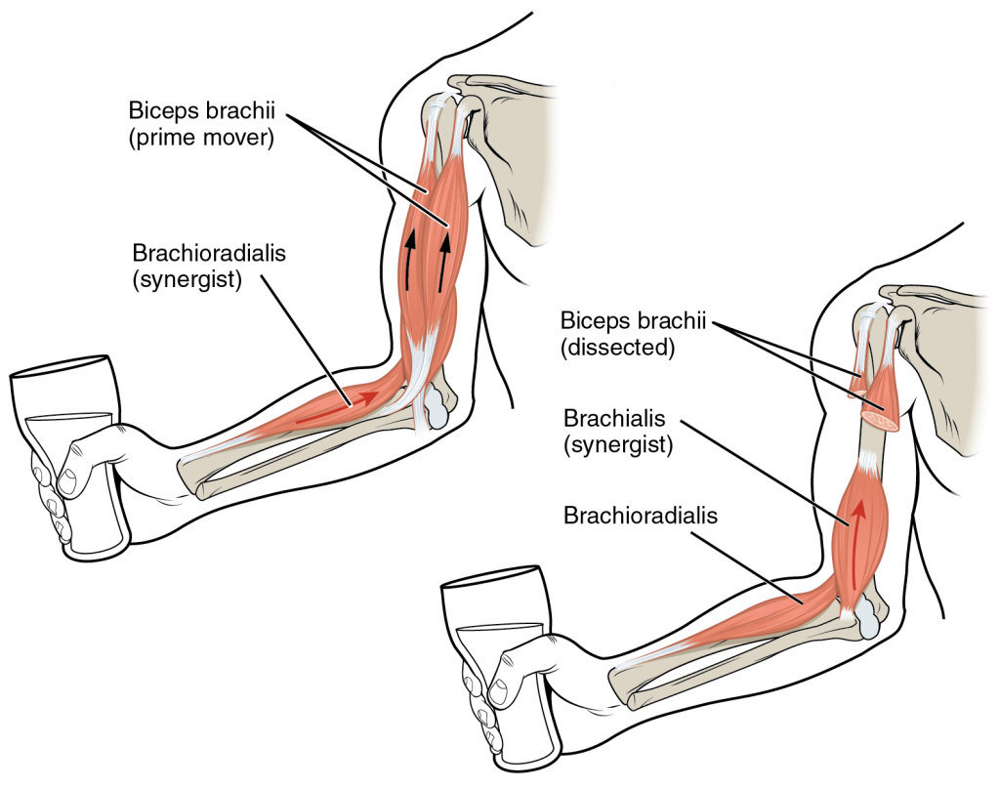 Biceps brachii
(prime mover)
Brachioradialis
(synergist)
Biceps brachii
(dissected)
Brachialis
(synergist)
Brachioradialis